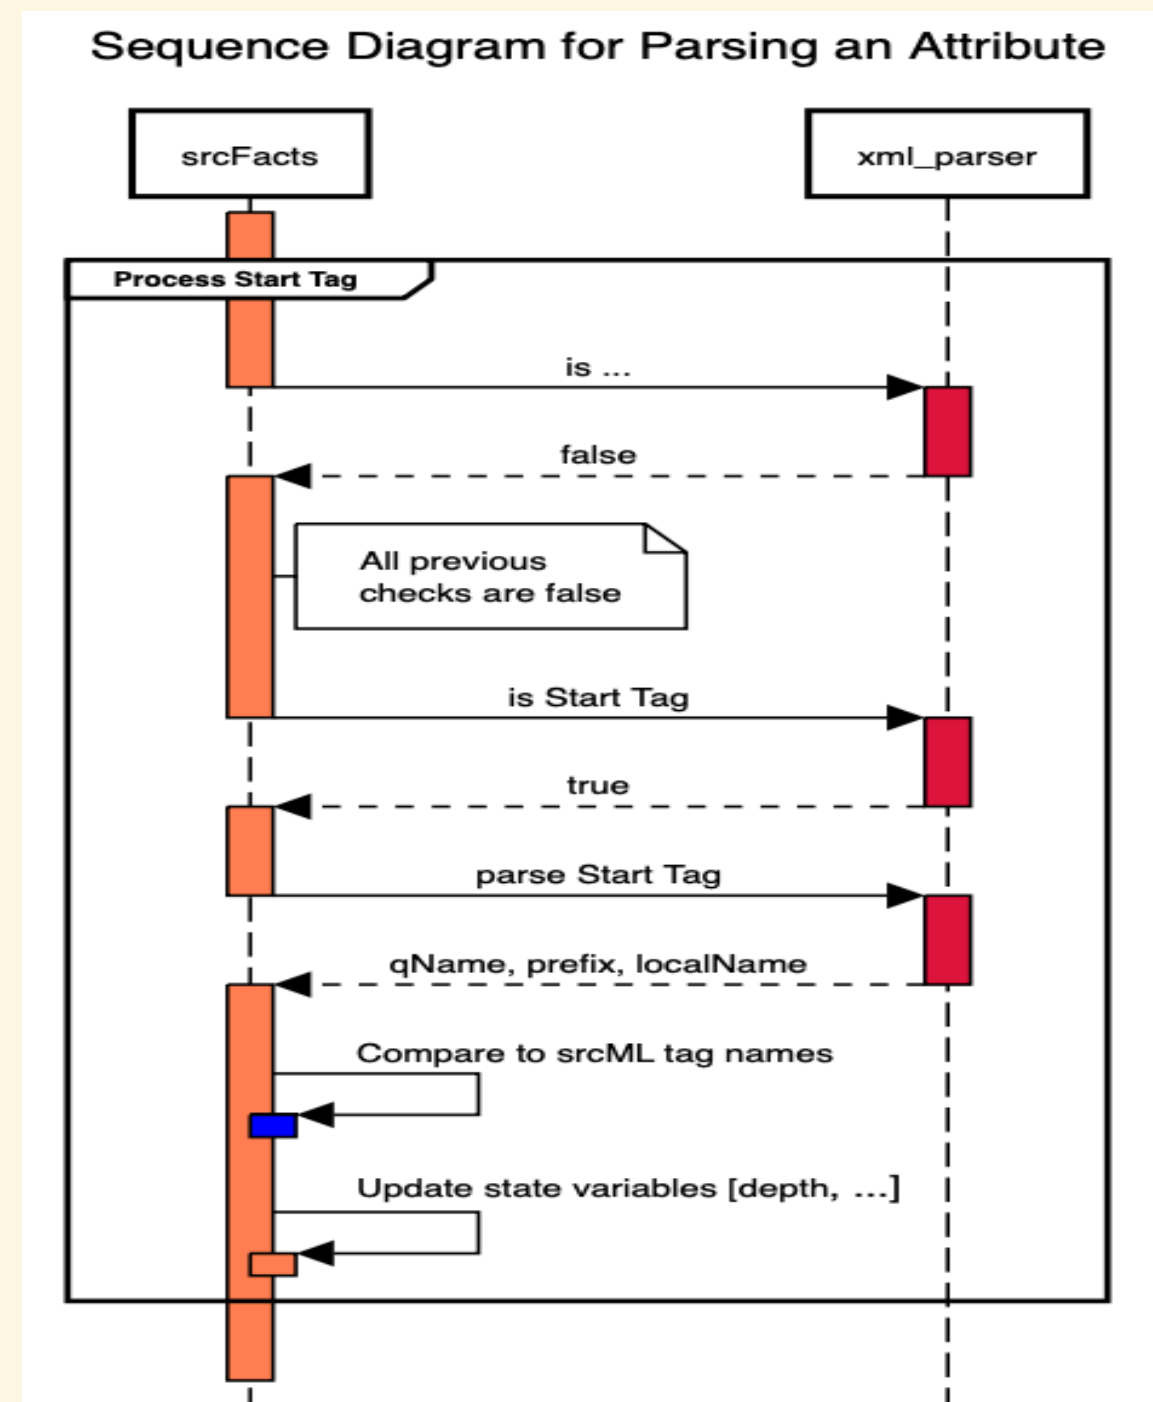 Sequence Diagram for Parsing an Attribute
srcFacts
xml_parser
Process Start Tag
is ...
false
All previous
checks are false
is Start Tag
true
parse Start Tag
qName, prefix, localName
Compare to srcML tag names
Update state variables [depth, ...]